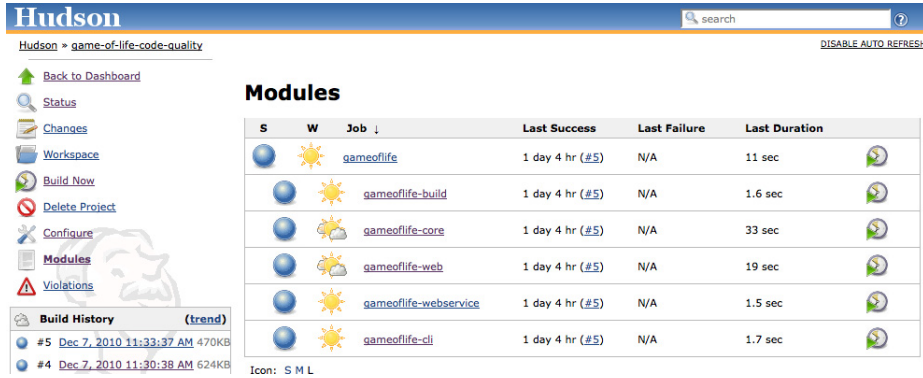 Hudson
search
Hudson » game-of-life-code-quality
DISABLE AUTO REFRESH
Back to Dashboard
Status
Changes
Workspace
Build Now
Delete Project
Configure
Modules
Violations
Build History (trend)
#5 Dec 7, 2010 11:33:37 AM 470KB
#4 Dec 7, 2010 11:30:38 AM 624KB
Modules
S W Job ↓ Last Success Last Failure Last Duration
gameoflife 1 day 4 hr (#5) N/A 11 sec
gameoflife-build 1 day 4 hr (#5) N/A 1.6 sec
gameoflife-core 1 day 4 hr (#5) N/A 33 sec
gameoflife-web 1 day 4 hr (#5) N/A 19 sec
gameoflife-webservice 1 day 4 hr (#5) N/A 1.5 sec
gameoflife-cli 1 day 4 hr (#5) N/A 1.7 sec
Icon: S M L